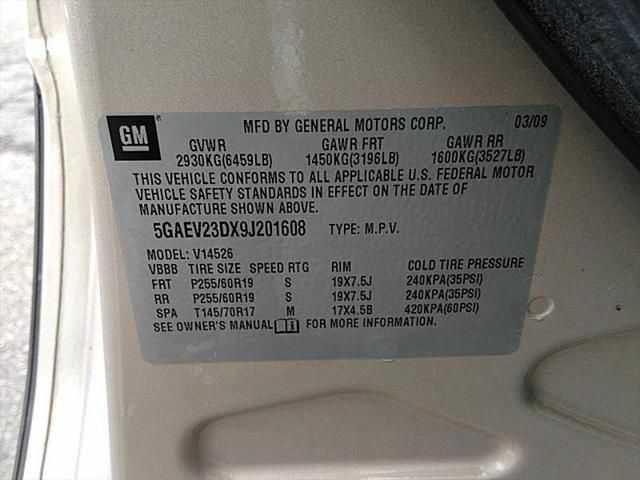 GM
MFD BY GENERAL MOTORS CORP. 03/09
GVWR GAWR FRT GAWR RR
2930KG(6459LB) 1450KG(3196LB) 1600KG(3527LB)
THIS VEHICLE CONFORMS TO ALL APPLICABLE U.S. FEDERAL MOTOR
VEHICLE SAFETY STANDARDS IN EFFECT ON THE DATE OF
MANUFACTURE SHOWN ABOVE.
5GAEV23DX9J201608 TYPE: M.P.V.
MODEL: V14526
VBBB TIRE SIZE SPEED RTG RIM COLD TIRE PRESSURE
FRT P255/60R19 S 19X7.5J 240KPA(35PSI)
RR P255/60R19 S 19X7.5J 240KPA(35PSI)
SPA T145/70R17 M 17X4.5B 420KPA(60PSI)
SEE OWNER'S MANUAL FOR MORE INFORMATION.